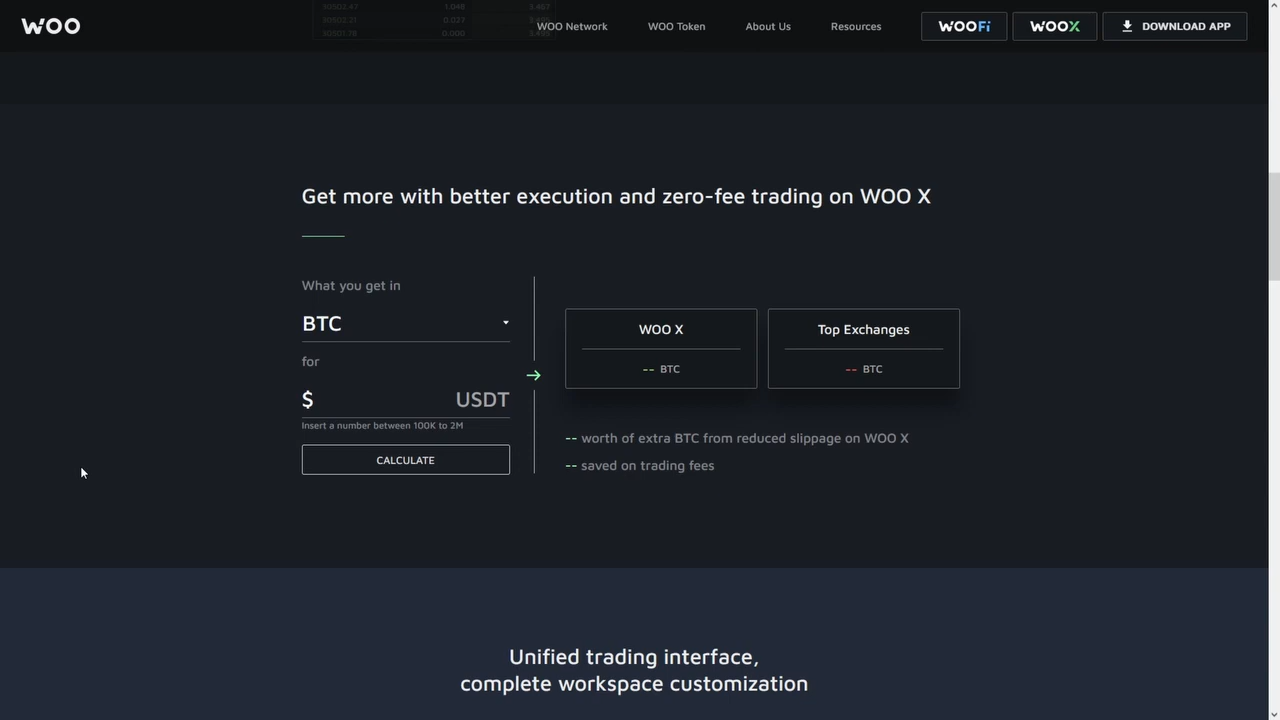 WOO
WOO Network
WOO Token
About Us
Resources
WOOFi
WOOX
DOWNLOAD APP
Get more with better execution and zero-fee trading on WOO X
What you get in
BTC
for
$ USDT
Insert a number between 100K to 2M
CALCULATE
WOO X
-- BTC
Top Exchanges
-- BTC
-- worth of extra BTC from reduced slippage on WOO X
-- saved on trading fees
Unified trading interface,
complete workspace customization